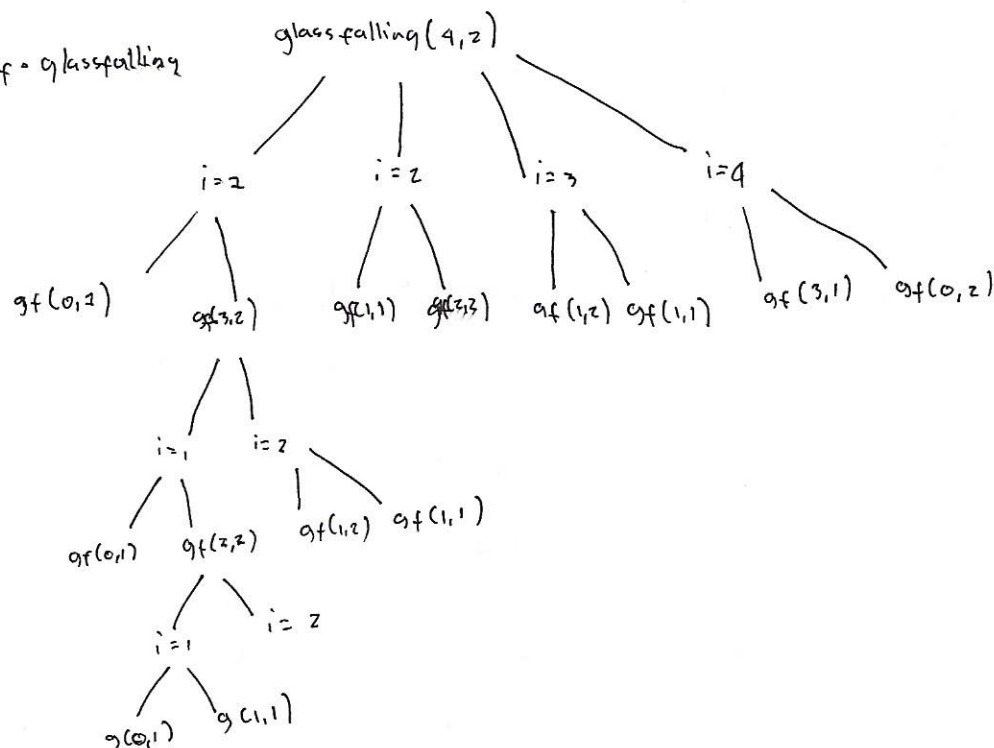 glassfalling(4,2)
f = glassfalling
i=2 i=2 i=3 i=4
gf(0,1) gf(3,2) gf(1,1) gf(2,2) gf(1,2) gf(1,1) gf(3,1) gf(0,2)
i=1 i=2
gf(0,1) gf(2,2) gf(1,2) gf(1,1)
i=1 i=2
g(0,1) g(1,1)